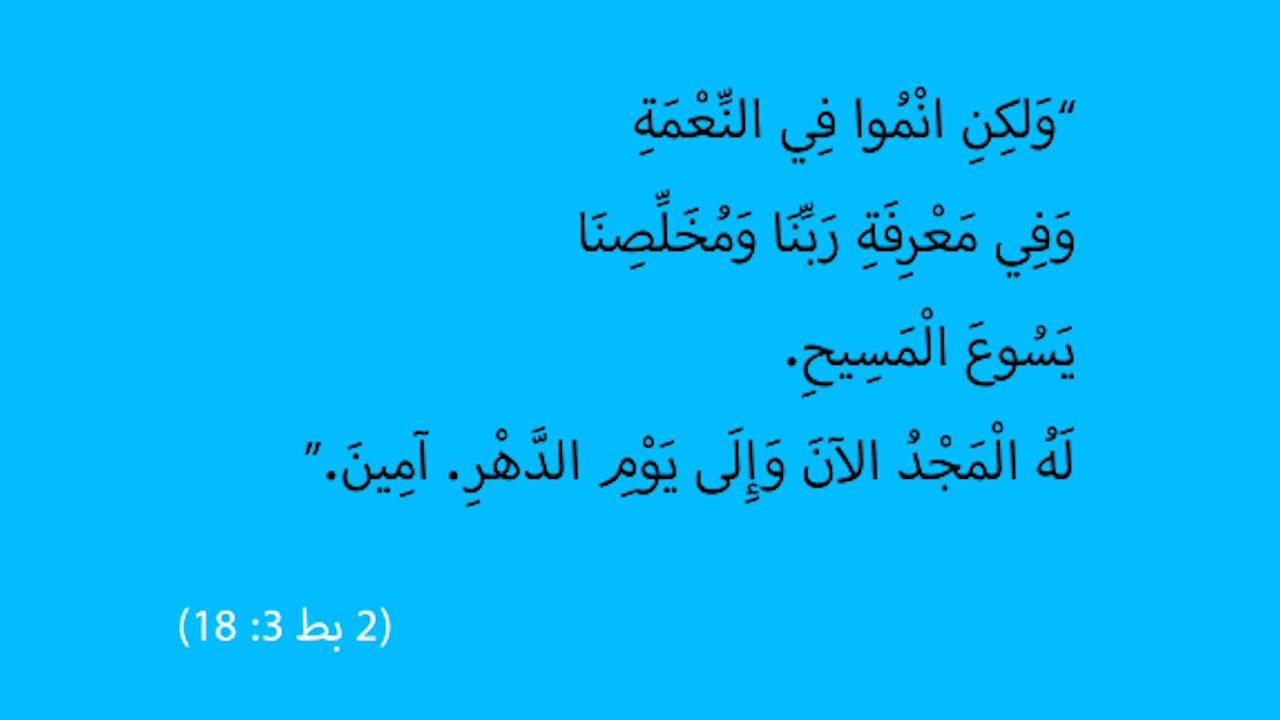 “وَلكِنِ انْمُوا فِي النِّعْمَةِ
وَفِي مَعْرِفَةِ رَبِّنَا وَمُخَلِّصِنَا
يَسُوعَ الْمَسِيحِ.
لَهُ الْمَجْدُ الآنَ وَإِلَى يَوْمِ الدَّهْرِ. آمِينَ.”
(2 بط 3: 18)